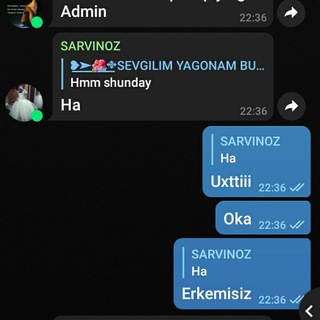 Admin
22:36
SARVINOZ
SEVGILIM YAGONAM BU...
Hmm shunday
Ha
22:36
SARVINOZ
Ha
Uxttiii 22:36
Oka 22:36
SARVINOZ
Ha
Erkemisiz 22:36